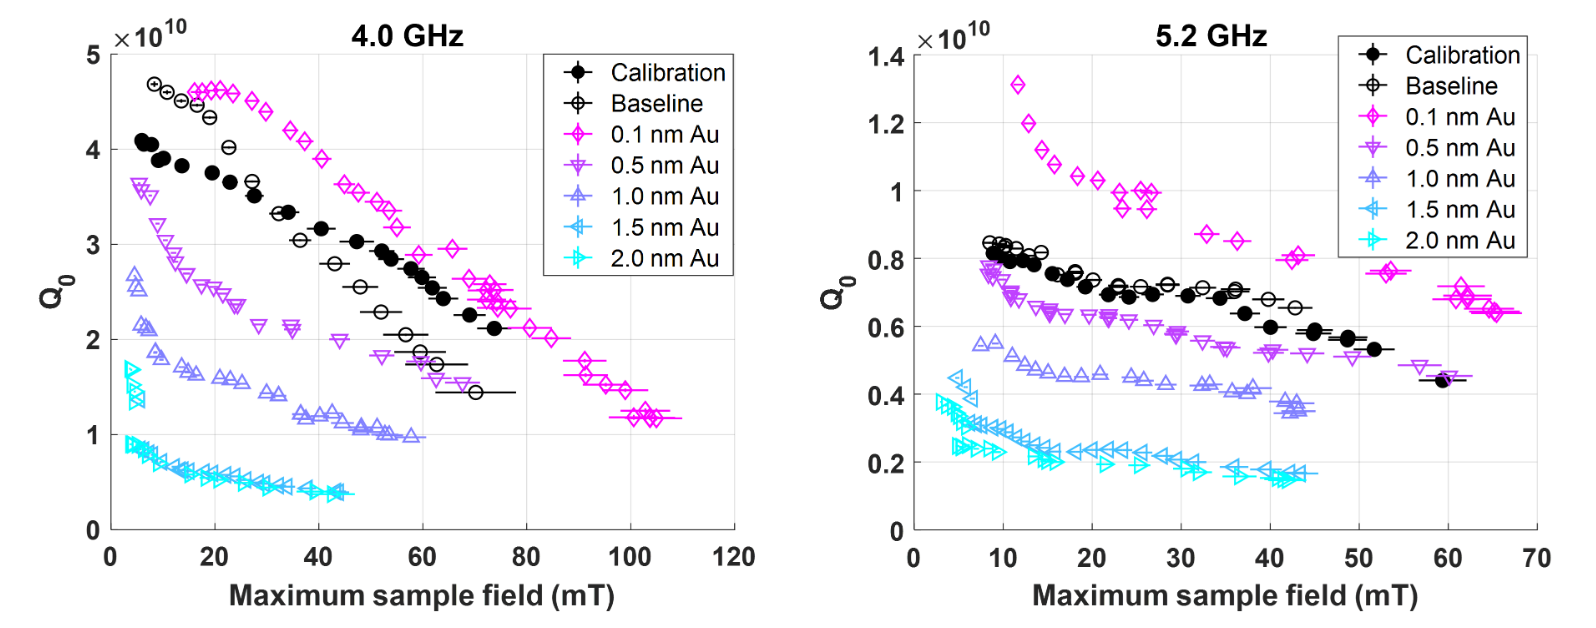 ×10^10
4.0 GHz
5
4
3
2
1
0
Q_0
Calibration
Baseline
0.1 nm Au
0.5 nm Au
1.0 nm Au
1.5 nm Au
2.0 nm Au
0 20 40 60 80 100 120
Maximum sample field (mT)
×10^10
5.2 GHz
1.4
1.2
1
0.8
0.6
0.4
0.2
0
Q_0
Calibration
Baseline
0.1 nm Au
0.5 nm Au
1.0 nm Au
1.5 nm Au
2.0 nm Au
0 10 20 30 40 50 60 70
Maximum sample field (mT)